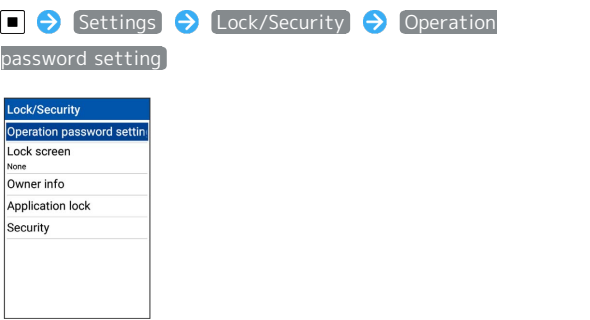 Settings Lock/Security Operation
password setting
Lock/Security
Operation password settin
Lock screen
None
Owner info
Application lock
Security